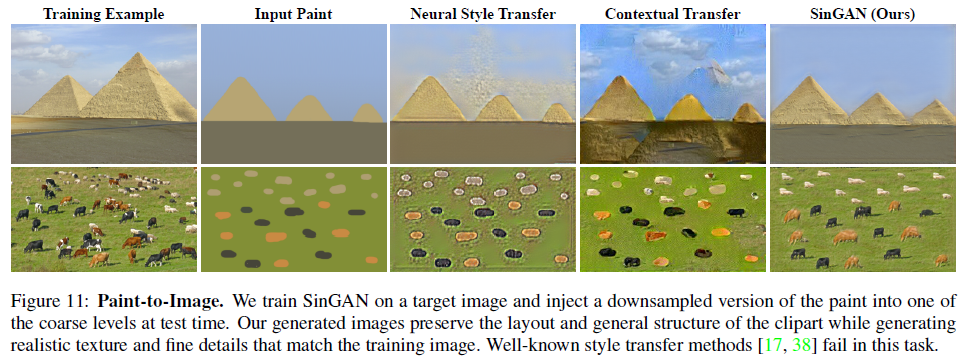 Training Example Input Paint Neural Style Transfer Contextual Transfer SinGAN (Ours)
Figure 11: Paint-to-Image. We train SinGAN on a target image and inject a downsampled version of the paint into one of
the coarse levels at test time. Our generated images preserve the layout and general structure of the clipart while generating
realistic texture and fine details that match the training image. Well-known style transfer methods [17, 38] fail in this task.